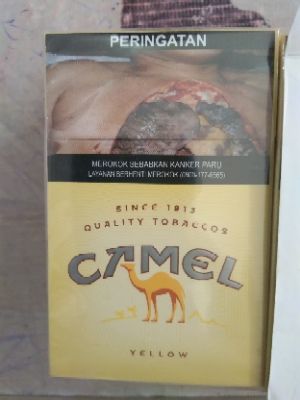 PERINGATAN
MEROKOK SEBABKAN KANKER PARU
LAYANAN BERHENTI MEROKOK (0800-177-6565)
SINCE 1913
QUALITY TOBACCOS
CAMEL
YELLOW